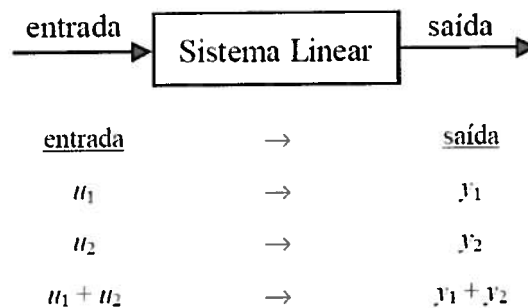 entrada saída
Sistema Linear
entrada → saída
u₁ → y₁
u₂ → y₂
u₁ + u₂ → y₁ + y₂